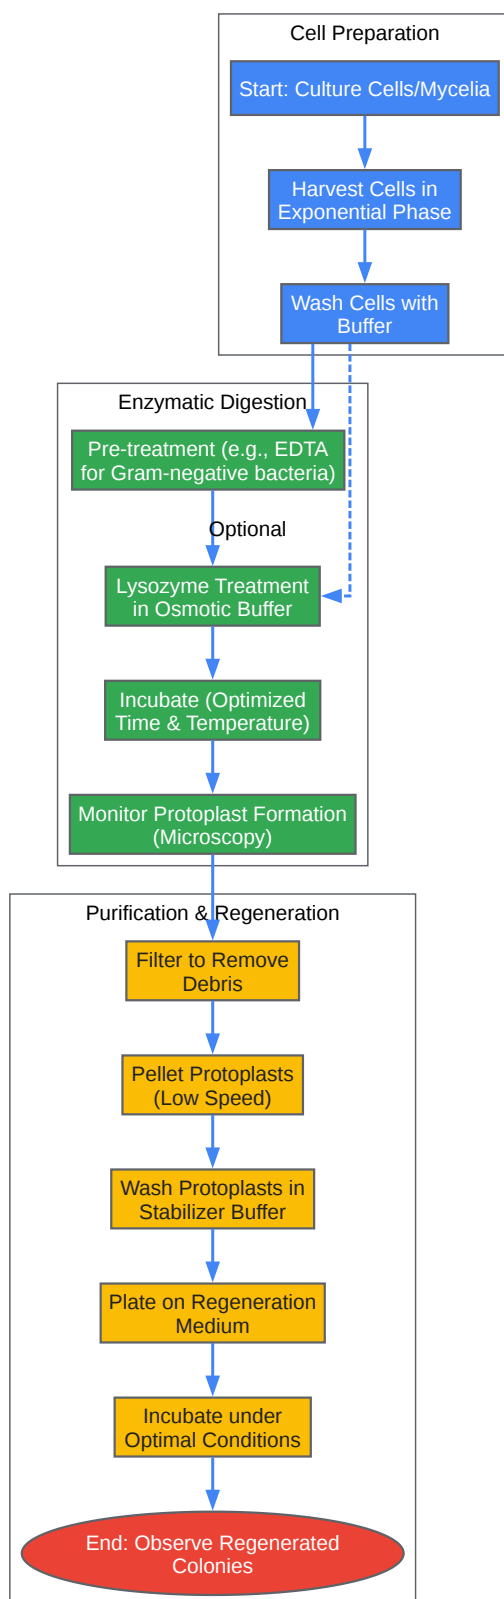 Cell Preparation
Start: Culture Cells/Mycelia
Harvest Cells in
Exponential Phase
Wash Cells with
Buffer
Enzymatic Digestion
Pre-treatment (e.g., EDTA
for Gram-negative bacteria)
Optional
Lysozyme Treatment
in Osmotic Buffer
Incubate (Optimized
Time & Temperature)
Monitor Protoplast Formation
(Microscopy)
Purification & Regeneration
Filter to Remove
Debris
Pellet Protoplasts
(Low Speed)
Wash Protoplasts in
Stabilizer Buffer
Plate on Regeneration
Medium
Incubate under
Optimal Conditions
End: Observe Regenerated
Colonies